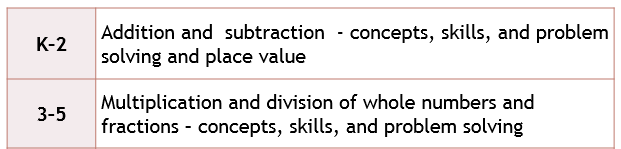 K-2
Addition and subtraction - concepts, skills, and problem
solving and place value
3-5
Multiplication and division of whole numbers and
fractions – concepts, skills, and problem solving